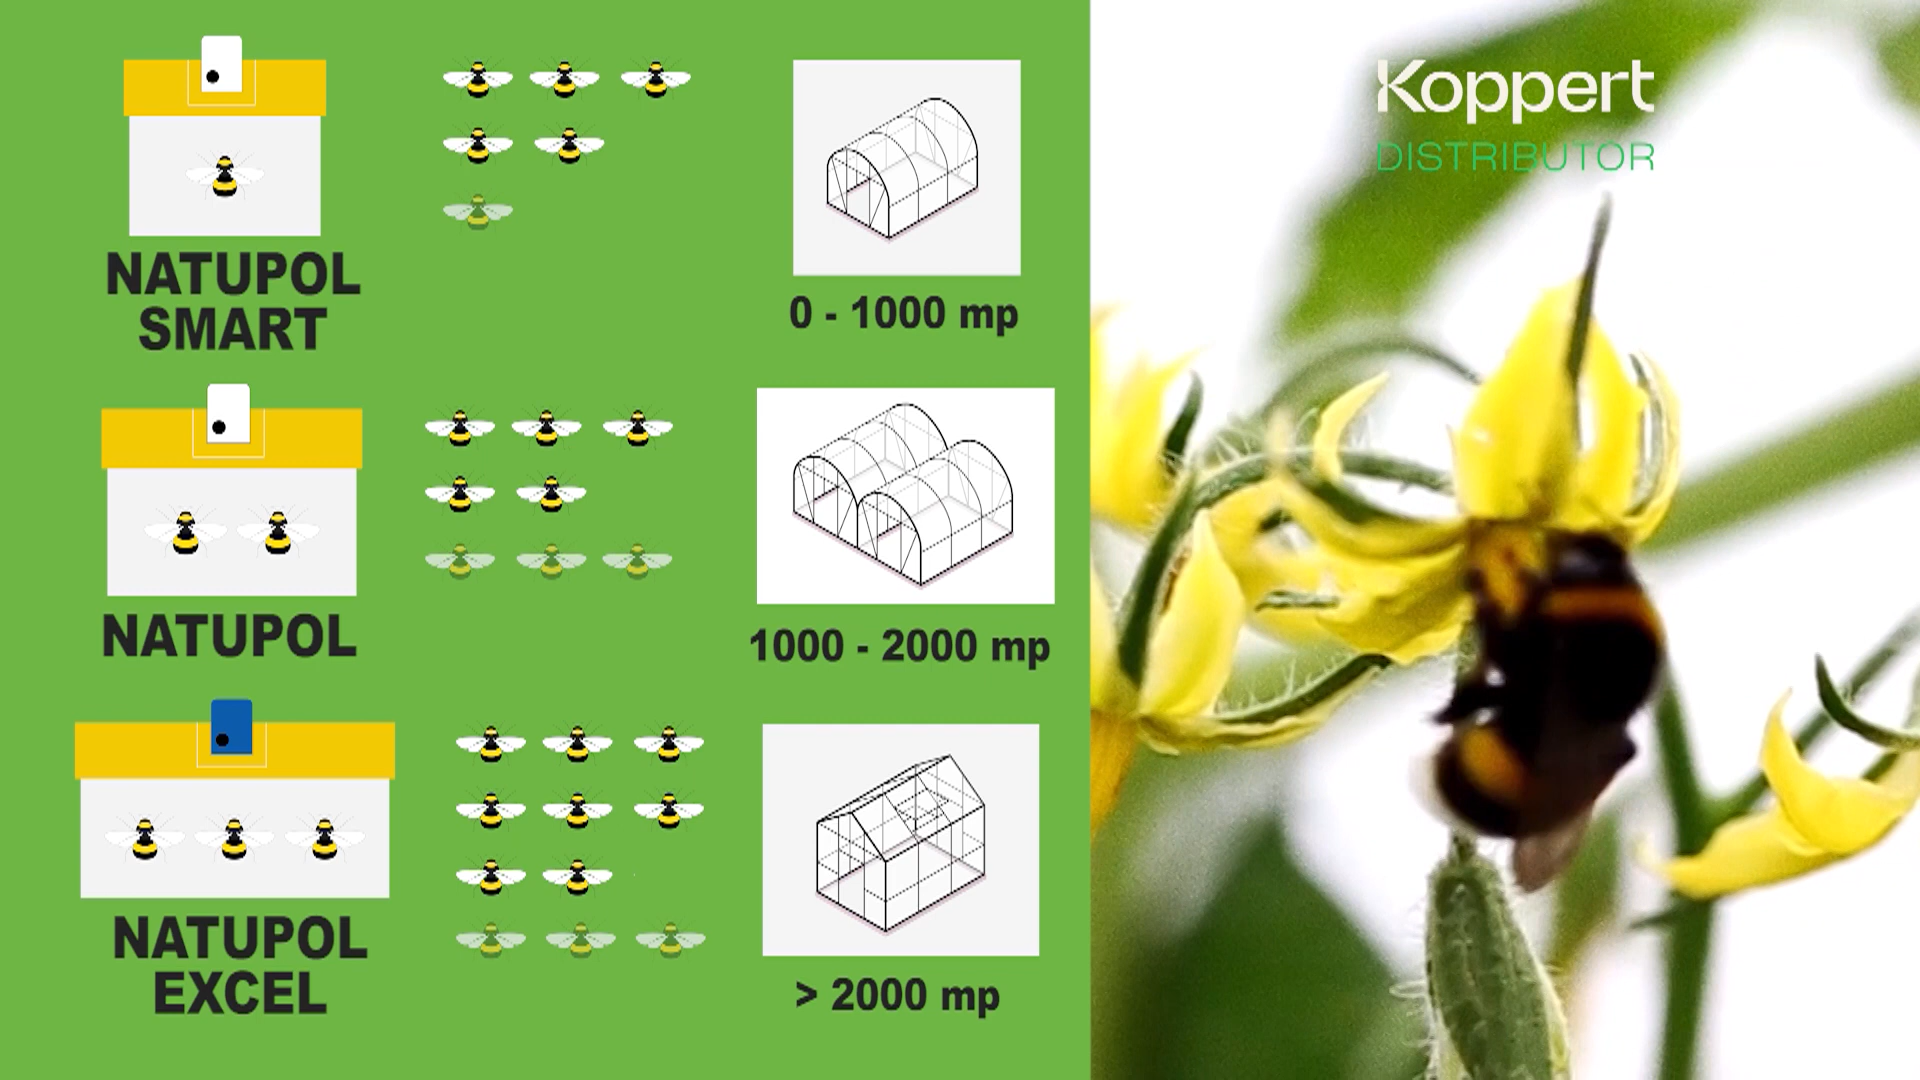 NATUPOL
SMART
0 - 1000 mp
NATUPOL
1000 - 2000 mp
NATUPOL
EXCEL
> 2000 mp
Koppert
DISTRIBUTOR